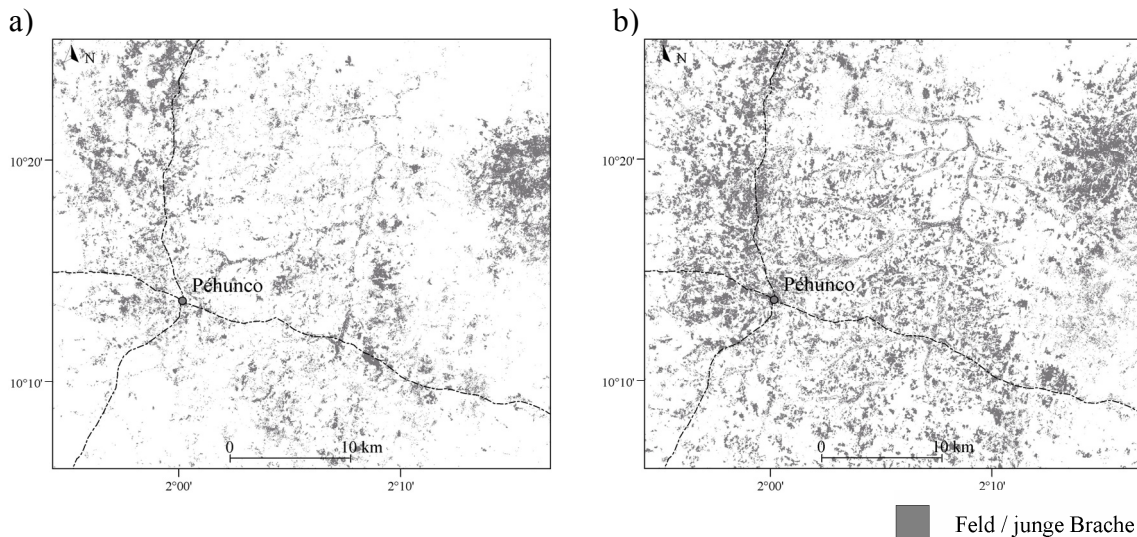 a)
N
10°20'
Péhunco
10°10'
0 10 km
2°00' 2°10'
b)
N
10°20'
Péhunco
10°10'
0 10 km
2°00' 2°10'
Feld / junge Brache